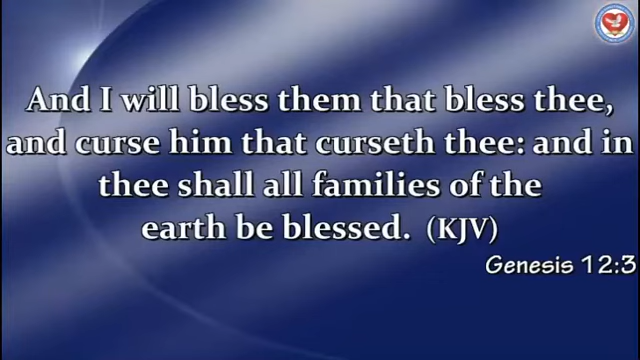 And I will bless them that bless thee,
and curse him that curseth thee: and in
thee shall all families of the
earth be blessed. (KJV)
Genesis 12:3